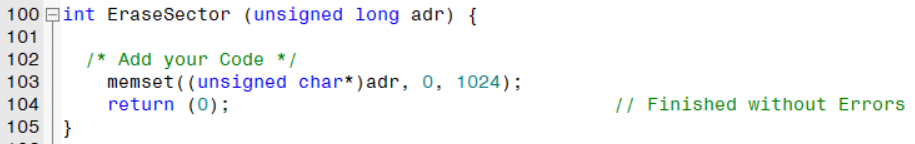 100 int EraseSector (unsigned long adr) {
101
102 /* Add your Code */
103 memset((unsigned char*)adr, 0, 1024);
104 return (0); // Finished without Errors
105 }